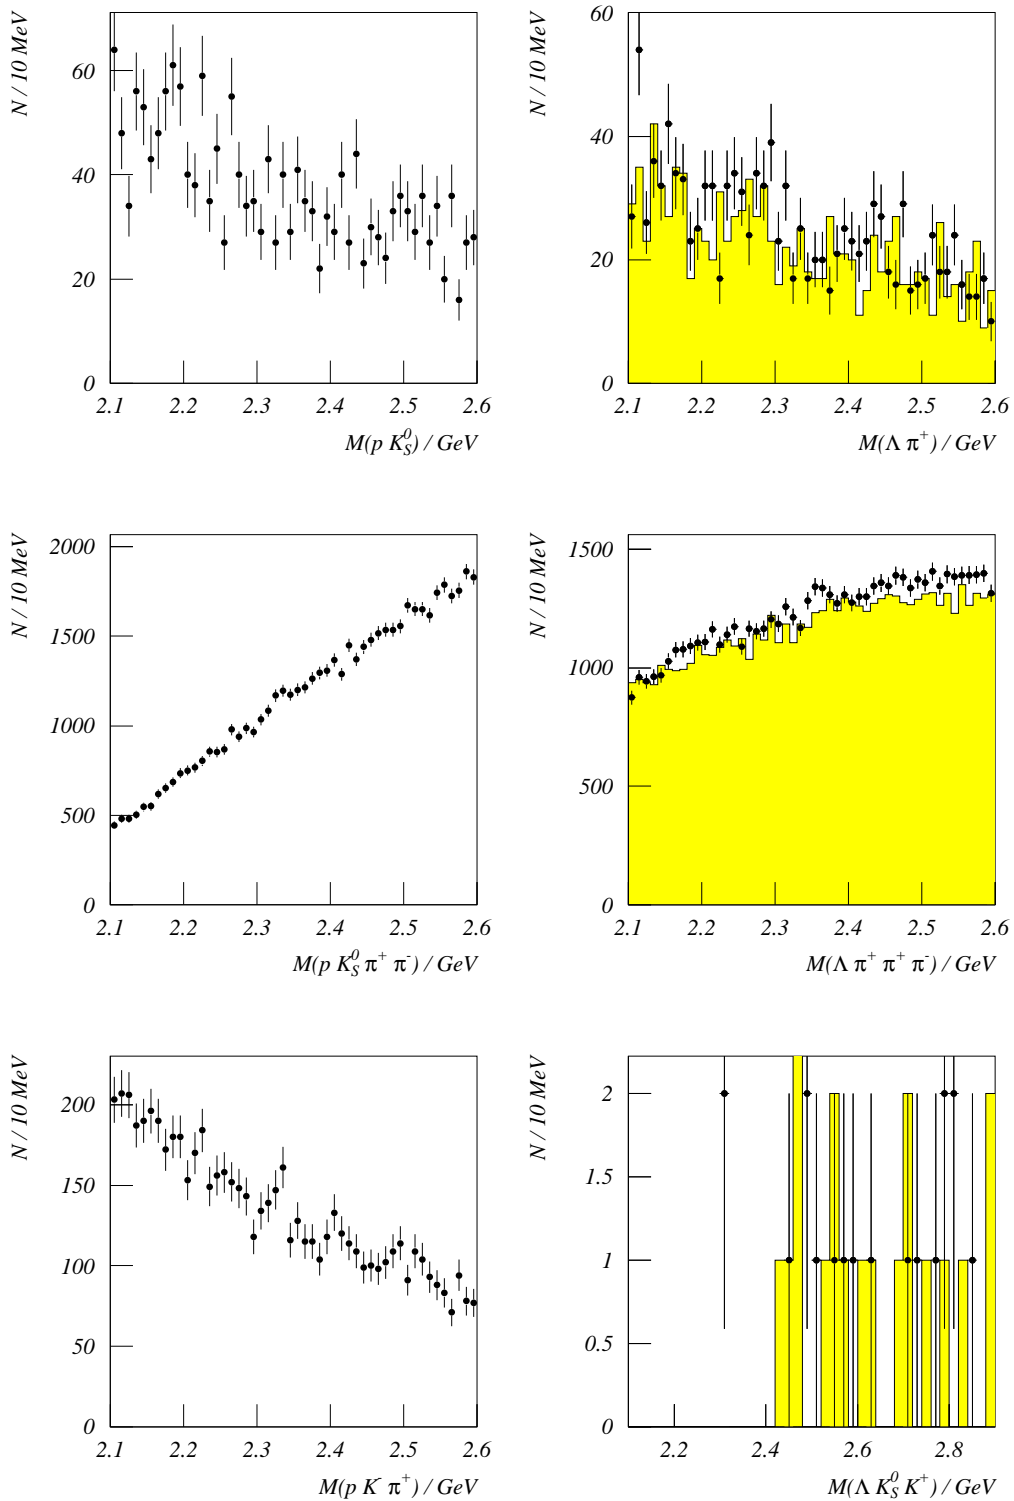 N / 10 MeV
60
40
20
0
2.1 2.2 2.3 2.4 2.5 2.6
M(p K_S^0) / GeV
N / 10 MeV
60
40
20
0
2.1 2.2 2.3 2.4 2.5 2.6
M(Λ π⁺) / GeV
N / 10 MeV
2000
1500
1000
500
0
2.1 2.2 2.3 2.4 2.5 2.6
M(p K_S^0 π⁺ π⁻) / GeV
N / 10 MeV
1500
1000
500
0
2.1 2.2 2.3 2.4 2.5 2.6
M(Λ π⁺ π⁺ π⁻) / GeV
N / 10 MeV
200
150
100
50
0
2.1 2.2 2.3 2.4 2.5 2.6
M(p K⁻ π⁺) / GeV
N / 10 MeV
2
1.5
1
0.5
0
2.2 2.4 2.6 2.8
M(Λ K_S^0 K⁺) / GeV